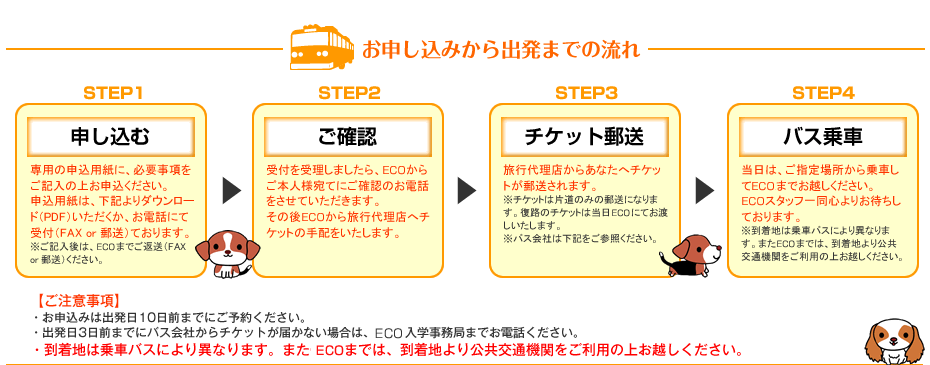 お申し込みから出発までの流れ
STEP1
申し込む
専用の申込用紙に、必要事項を
ご記入の上お申込ください。
申込用紙は、下記よりダウンロー
ド(PDF)いただくか、お電話にて
受付(FAX or 郵送)ております。
※ご記入後は、ECOまでご返送(FAX
or 郵送)ください。
STEP2
ご確認
受付を受理しましたら、ECOから
ご本人様宛てにご確認のお電話
をさせていただきます。
その後ECOから旅行代理店へチ
ケットの手配をいたします。
STEP3
チケット郵送
旅行代理店からあなたへチケッ
トが郵送されます。
※チケットは片道のみの郵送になりま
す。復路のチケットは当日ECOにてお渡
しいたします。
※バス会社は下記をご参照ください。
STEP4
バス乗車
当日は、ご指定場所から乗車し
てECOまでお越しください。
ECOスタッフ一同心よりお待ちし
ております。
※到着地は乗車バスにより異なりま
す。またECOまでは、到着地より公共
交通機関をご利用の上お越しください。
【ご注意事項】
・お申込みは出発日10日前までにご予約ください。
・出発日3日前までにバス会社からチケットが届かない場合は、ECO入学事務局までお電話ください。
・到着地は乗車バスにより異なります。また ECOまでは、到着地より公共交通機関をご利用の上お越しください。